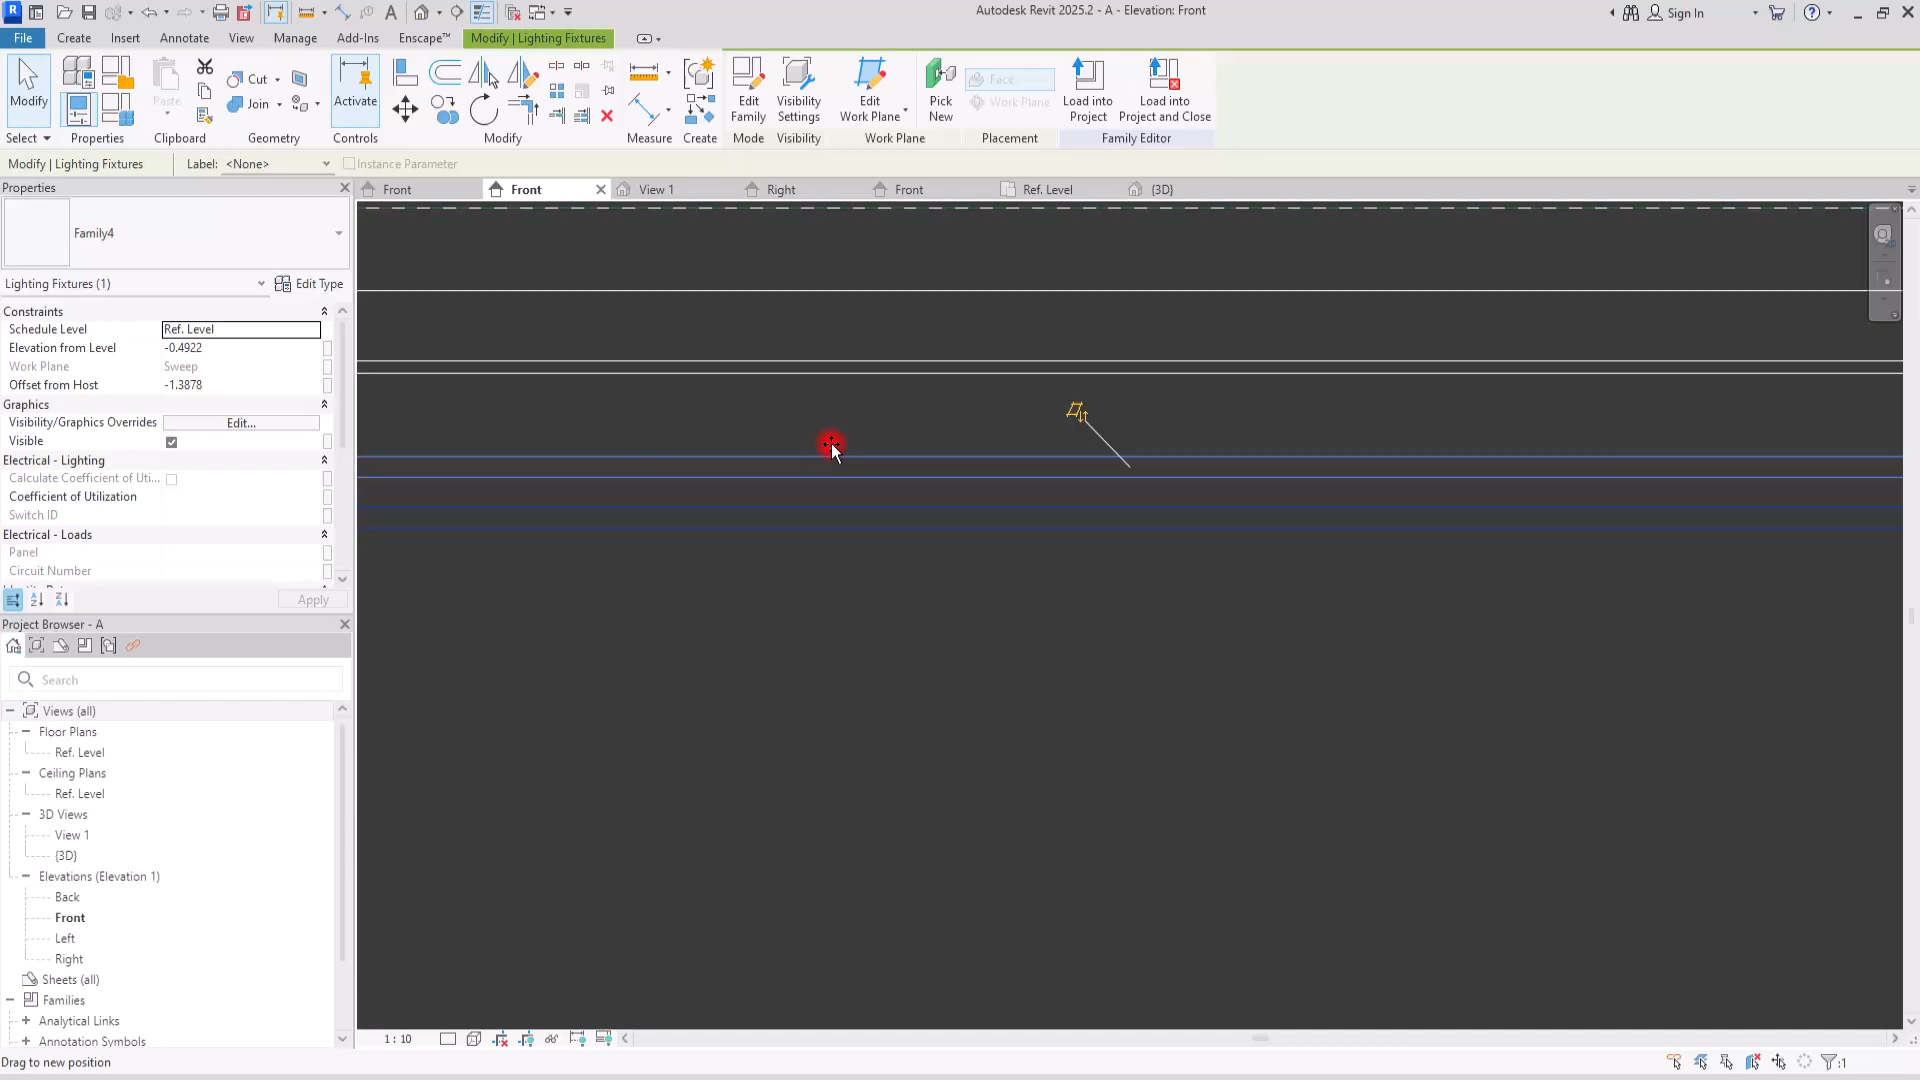 Autodesk Revit 2025.2 - A - Elevation: Front
Sign In
File
Create
Insert
Annotate
View
Manage
Add-Ins
Enscape™
Modify | Lighting Fixtures
Modify
Paste
Cut
Join
Activate
Edit
Family
Visibility
Settings
Edit
Work Plane
Pick
New
Face
Work Plane
Load into
Project
Load into
Project and Close
Select
Properties
Clipboard
Geometry
Controls
Modify
Measure
Create
Mode
Visibility
Work Plane
Placement
Family Editor
Modify | Lighting Fixtures
Label: <None>
Instance Parameter
Properties
Front
Front
View 1
Right
Front
Ref. Level
{3D}
Family4
Lighting Fixtures (1)
Edit Type
Constraints
Schedule Level Ref. Level
Elevation from Level -0.4922
Work Plane Sweep
Offset from Host -1.3878
Graphics
Visibility/Graphics Overrides Edit...
Visible
Electrical - Lighting
Calculate Coefficient of Uti...
Coefficient of Utilization
Switch ID
Electrical - Loads
Panel
Circuit Number
Apply
Project Browser - A
Search
Views (all)
Floor Plans
Ref. Level
Ceiling Plans
Ref. Level
3D Views
View 1
{3D}
Elevations (Elevation 1)
Back
Front
Left
Right
Sheets (all)
Families
Analytical Links
Annotation Symbols
1 : 10
Drag to new position
:1